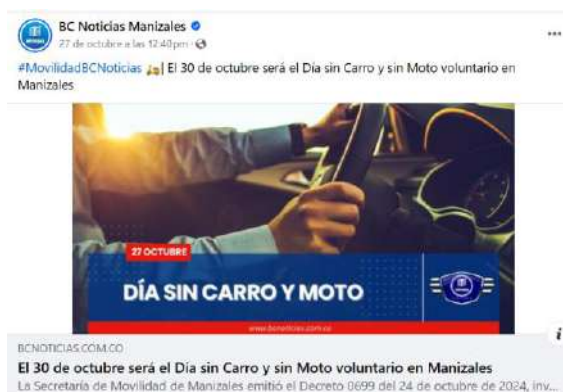 BC Noticias Manizales
27 de octubre a las 12:40 pm ·
#MovilidadBCNoticias | El 30 de octubre será el Día sin Carro y sin Moto voluntario en
Manizales
27 OCTUBRE
DÍA SIN CARRO Y MOTO
www.bcnoticias.com.co
BCNOTICIAS.COM.CO
El 30 de octubre será el Día sin Carro y sin Moto voluntario en Manizales
La Secretaría de Movilidad de Manizales emitió el Decreto 0699 del 24 de octubre de 2024, inv...